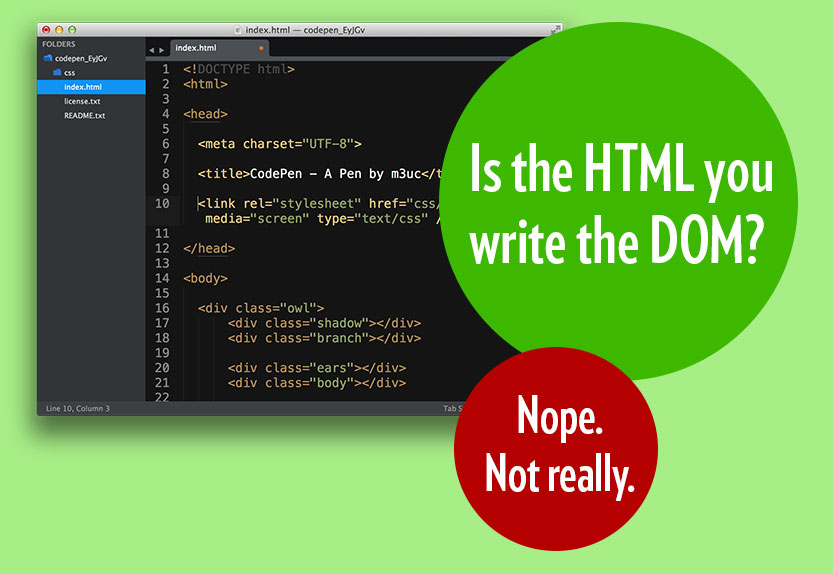 index.html — codepen_EyJGv
FOLDERS
codepen_EyJGv
css
index.html
license.txt
README.txt
index.html
1 <!DOCTYPE html>
2 <html>
3
4 <head>
5
6 <meta charset="UTF-8">
7
8 <title>CodePen - A Pen by m3uc</t
9
10 <link rel="stylesheet" href="css/
media="screen" type="text/css" /
11
12 </head>
13
14 <body>
15
16 <div class="owl">
17 <div class="shadow"></div>
18 <div class="branch"></div>
19
20 <div class="ears"></div>
21 <div class="body"></div>
22
Line 10, Column 3
Tab S
Is the HTML you
write the DOM?
Nope.
Not really.